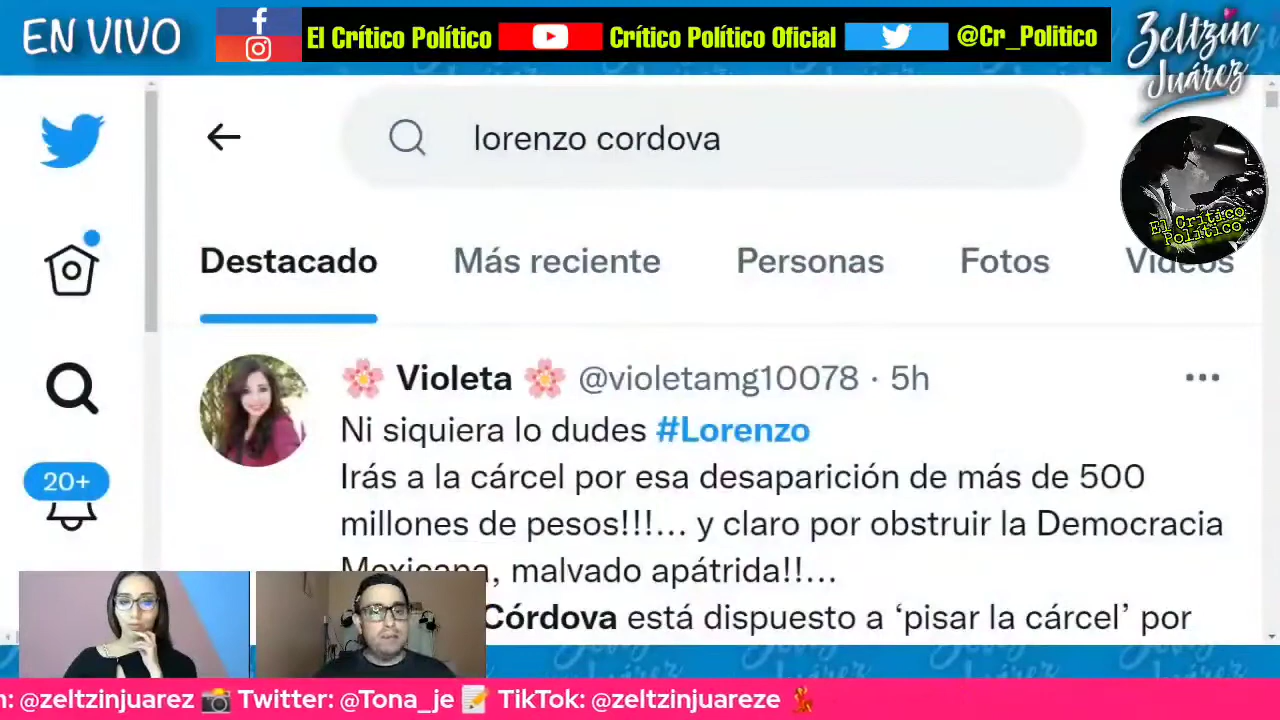 EN VIVO
El Crítico Político
Crítico Político Oficial
@Cr_Politico
Zeltzin
Juárez
lorenzo cordova
El Crítico
Político
Destacado
Más reciente
Personas
Fotos
Videos
🌸 Violeta 🌸 @violetamg10078 · 5h
Ni siquiera lo dudes #Lorenzo
Irás a la cárcel por esa desaparición de más de 500
millones de pesos!!!... y claro por obstruir la Democracia
Mexicana, malvado apátrida!!...
Córdova está dispuesto a ‘pisar la cárcel’ por
20+
: @zeltzinjuarez 📸 Twitter: @Tona_je 📝 TikTok: @zeltzinjuareze 💃